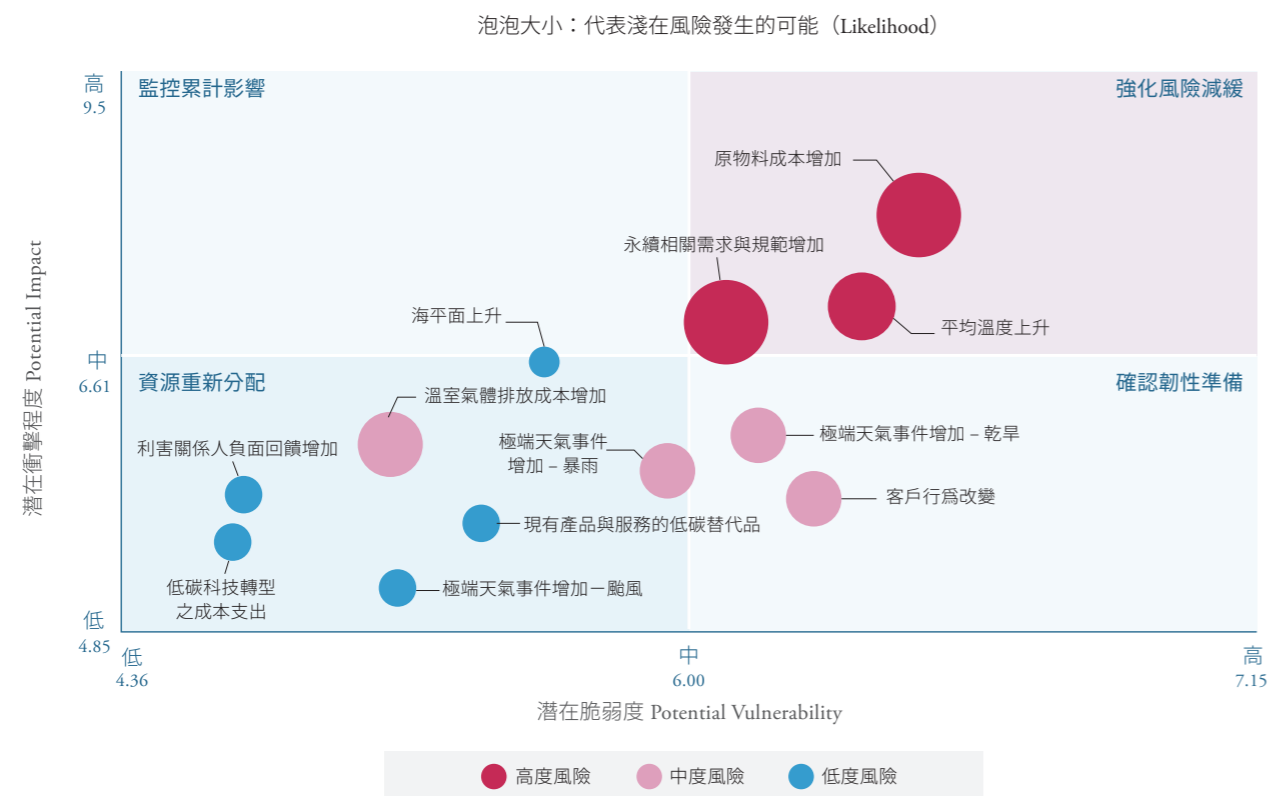 泡泡大小：代表淺在風險發生的可能（Likelihood）
高
9.5
監控累計影響
強化風險減緩
原物料成本增加
永續相關需求與規範增加
海平面上升
平均溫度上升
潛在衝擊程度 Potential Impact
中
6.61
資源重新分配
確認韌性準備
溫室氣體排放成本增加
利害關係人負面回饋增加
極端天氣事件
增加 – 暴雨
極端天氣事件增加 – 乾旱
客戶行爲改變
現有產品與服務的低碳替代品
低碳科技轉型
之成本支出
極端天氣事件增加－颱風
低
4.85
低
4.36
中
6.00
高
7.15
潛在脆弱度 Potential Vulnerability
高度風險
中度風險
低度風險